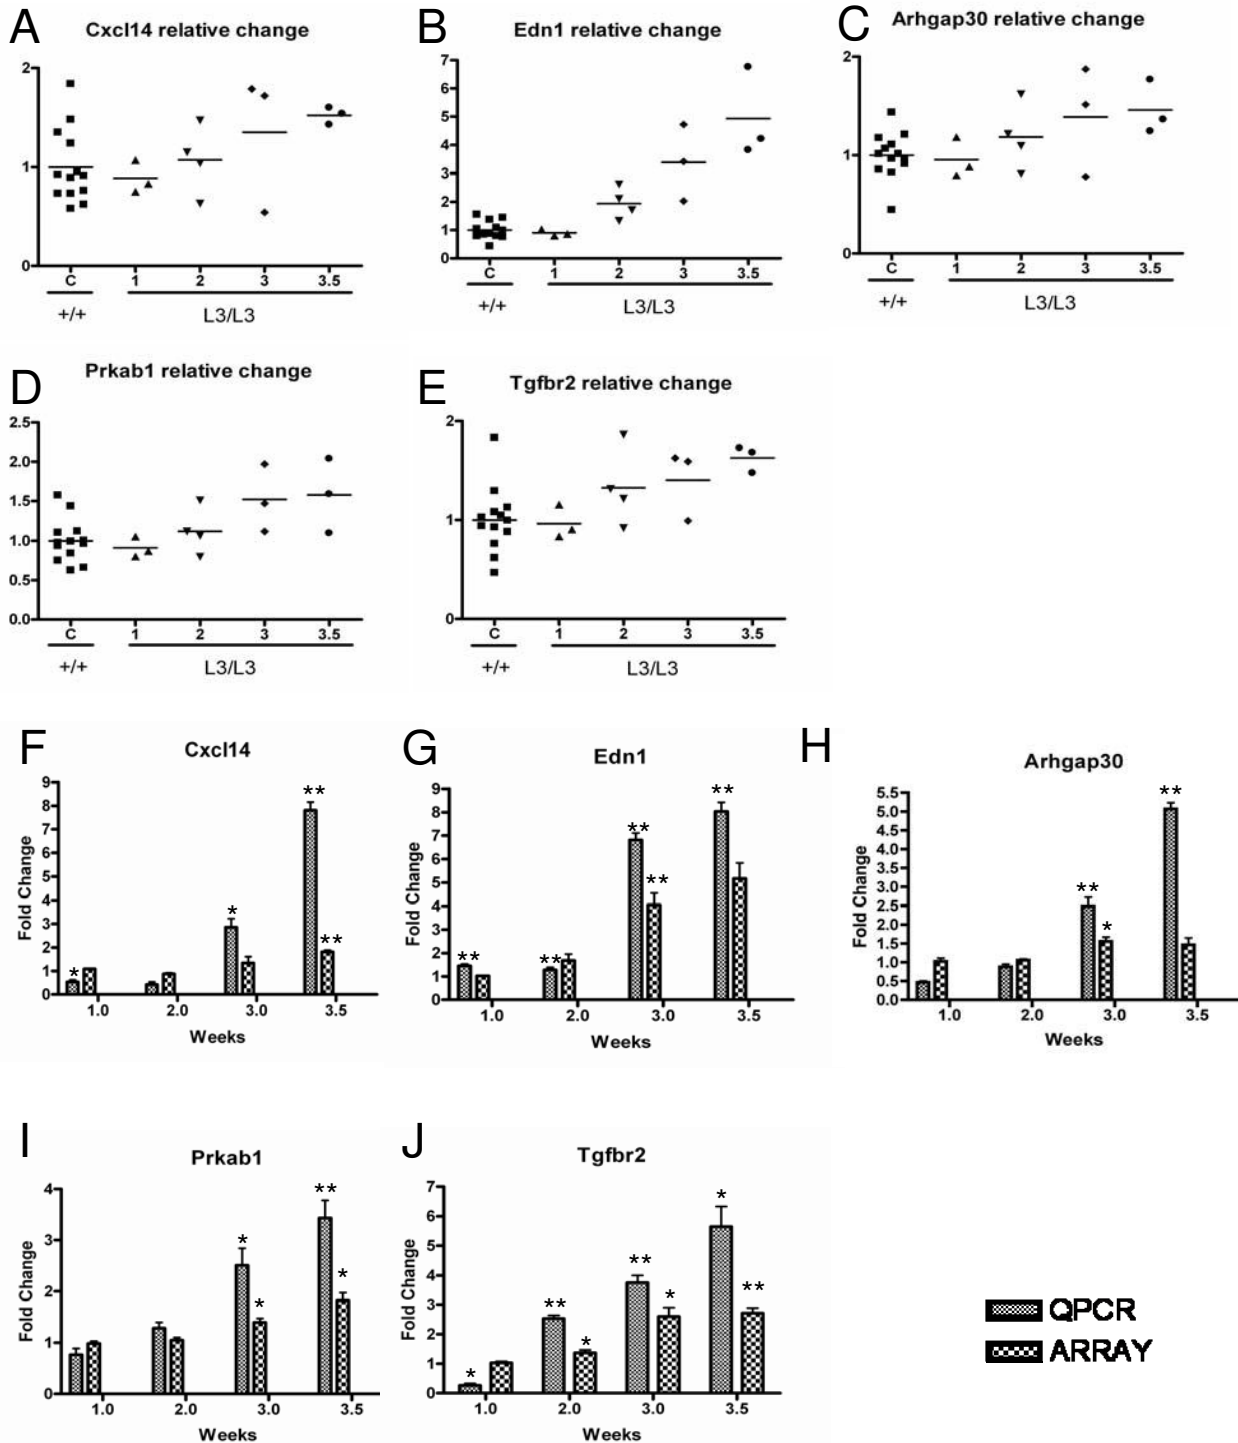 A
Cxcl14 relative change
2
1
0
C 1 2 3 3.5
+/+ L3/L3
B
Edn1 relative change
7
6
5
4
3
2
1
0
C 1 2 3 3.5
+/+ L3/L3
C
Arhgap30 relative change
2
1
0
C 1 2 3 3.5
+/+ L3/L3
D
Prkab1 relative change
2.5
2.0
1.5
1.0
0.5
0.0
C 1 2 3 3.5
+/+ L3/L3
E
Tgfbr2 relative change
2
1
0
C 1 2 3 3.5
+/+ L3/L3
F
Cxcl14
Fold Change
9
8
7
6
5
4
3
2
1
0
* * ** **
1.0 2.0 3.0 3.5
Weeks
G
Edn1
Fold Change
9
8
7
6
5
4
2
1
0
** ** ** ** **
1.0 2.0 3.0 3.5
Weeks
H
Arhgap30
Fold Change
5.5
5.0
4.5
4.0
3.5
3.0
2.5
2.0
1.5
1.0
0.5
0.0
** * **
1.0 2.0 3.0 3.5
Weeks
I
Prkab1
Fold Change
4
3
2
1
0
* * ** *
1.0 2.0 3.0 3.5
Weeks
J
Tgfbr2
Fold Change
7
6
5
4
3
2
1
0
* ** * ** * * **
1.0 2.0 3.0 3.5
Weeks
QPCR
ARRAY